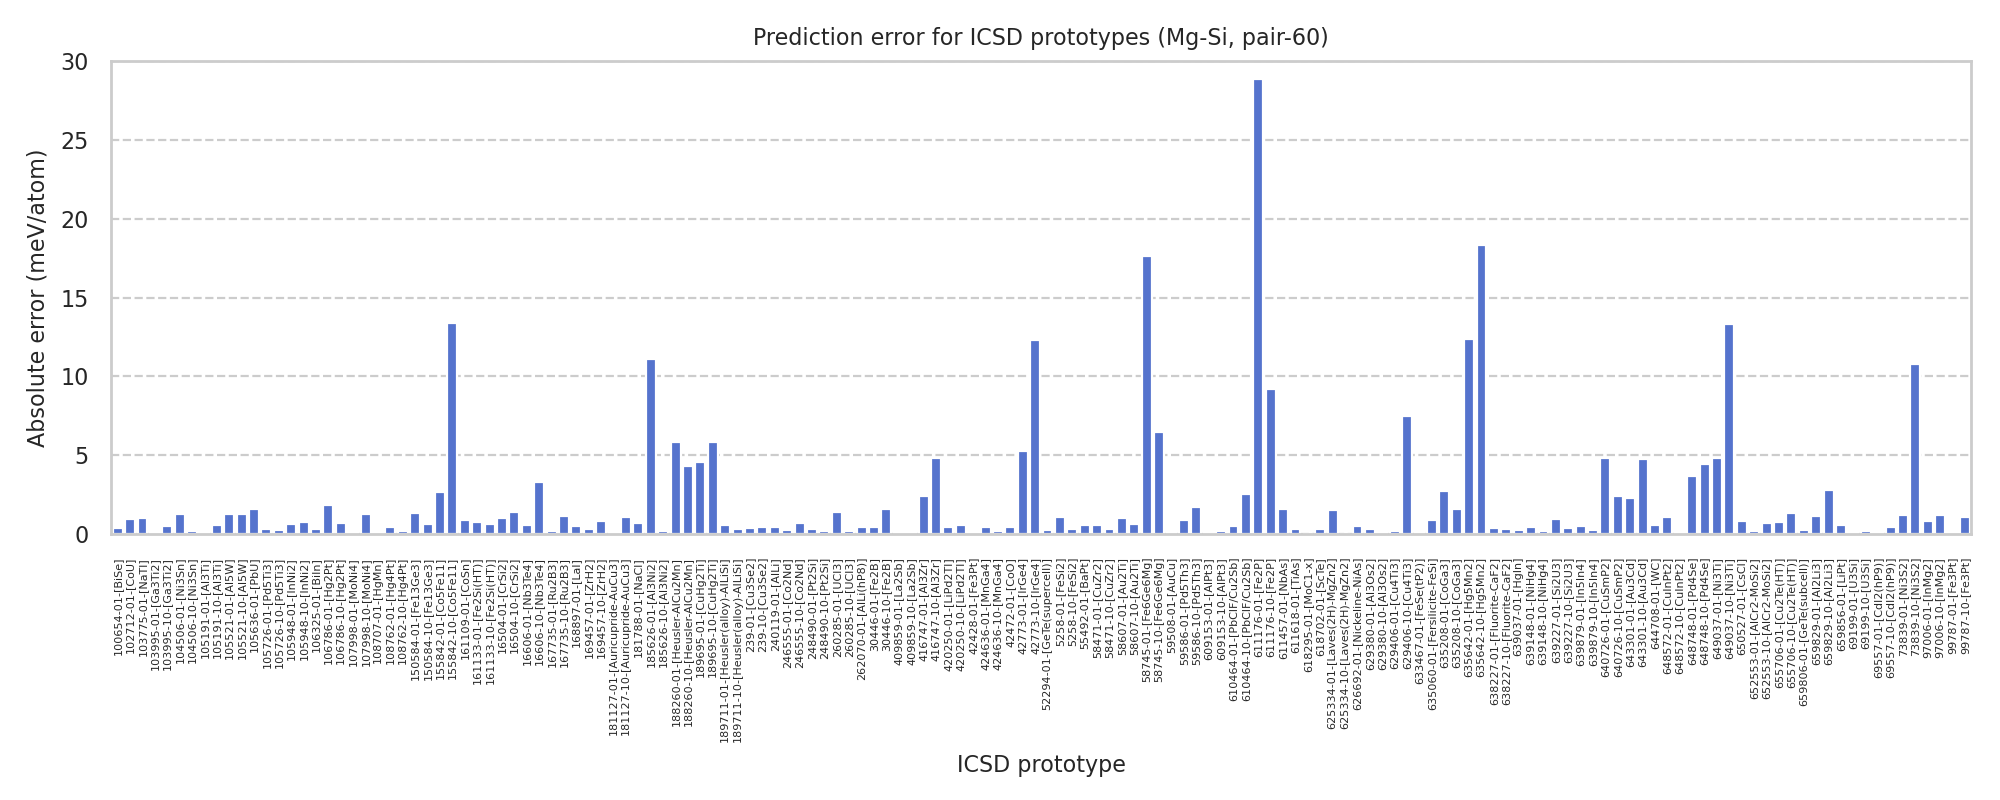 Prediction error for ICSD prototypes (Mg-Si, pair-60)
Absolute error (meV/atom)
30
25
20
15
10
5
0
100654-01-[BiSe]
102712-01-[CoU]
103775-01-[NaTl]
103995-01-[Ga3Ti2]
103995-10-[Ga3Ti2]
104506-01-[Ni3Sn]
104506-10-[Ni3Sn]
105191-01-[Al3Ti]
105191-10-[Al3Ti]
105521-01-[Al5W]
105521-10-[Al5W]
105636-01-[PbU]
105726-01-[Pd5Ti3]
105726-10-[Pd5Ti3]
105948-01-[InNi2]
105948-10-[InNi2]
106325-01-[BiIn]
106786-01-[Hg2Pt]
106786-10-[Hg2Pt]
107998-01-[MoNi4]
107998-10-[MoNi4]
108707-01-[HgMn]
108762-01-[Hg4Pt]
108762-10-[Hg4Pt]
150584-01-[Fe13Ge3]
150584-10-[Fe13Ge3]
155842-01-[Co5Fe11]
155842-10-[Co5Fe11]
161109-01-[CoSn]
161133-01-[Fe2Si(HT)]
161133-10-[Fe2Si(HT)]
16504-01-[CrSi2]
16504-10-[CrSi2]
16606-01-[Nb3Te4]
16606-10-[Nb3Te4]
167735-01-[Ru2B3]
167735-10-[Ru2B3]
168897-01-[LaI]
169457-01-[ZrH2]
169457-10-[ZrH2]
181127-01-[Auricupride-AuCu3]
181127-10-[Auricupride-AuCu3]
181788-01-[NaCl]
185626-01-[Al3Ni2]
185626-10-[Al3Ni2]
188260-01-[Heusler-AlCu2Mn]
188260-10-[Heusler-AlCu2Mn]
189695-01-[CuHg2Ti]
189695-10-[CuHg2Ti]
189711-01-[Heusler(alloy)-AlLiSi]
189711-10-[Heusler(alloy)-AlLiSi]
239-01-[Cu3Se2]
239-10-[Cu3Se2]
240119-01-[AlLi]
246555-01-[Co2Nd]
246555-10-[Co2Nd]
248490-01-[Pt2Si]
248490-10-[Pt2Si]
260285-01-[UCl3]
260285-10-[UCl3]
262070-01-[AlLi(hP8)]
30446-01-[Fe2B]
30446-10-[Fe2B]
409859-01-[La2Sb]
409859-10-[La2Sb]
416747-01-[Al3Zr]
416747-10-[Al3Zr]
420250-01-[LiPd2Tl]
420250-10-[LiPd2Tl]
42428-01-[Fe3Pt]
424636-01-[MnGa4]
424636-10-[MnGa4]
42472-01-[CoO]
42773-01-[IrGe4]
42773-10-[IrGe4]
52294-01-[GeTe(supercell)]
5258-01-[FeSi2]
5258-10-[FeSi2]
55492-01-[BaPt]
58471-01-[CuZr2]
58471-10-[CuZr2]
58607-01-[Au2Ti]
58607-10-[Au2Ti]
58745-01-[Fe6Ge6Mg]
58745-10-[Fe6Ge6Mg]
59508-01-[AuCu]
59586-01-[Pd5Th3]
59586-10-[Pd5Th3]
609153-01-[AlPt3]
609153-10-[AlPt3]
610464-01-[PbClF/Cu2Sb]
610464-10-[PbClF/Cu2Sb]
611176-01-[Fe2P]
611176-10-[Fe2P]
611457-01-[NbAs]
611618-01-[TiAs]
618295-01-[MoC1-x]
618702-01-[ScTe]
625334-01-[Laves(2H)-MgZn2]
625334-10-[Laves(2H)-MgZn2]
626692-01-[Nickeline-NiAs]
629380-01-[Al3Os2]
629380-10-[Al3Os2]
629406-01-[Cu4Ti3]
629406-10-[Cu4Ti3]
633467-01-[FeSe(tP2)]
635060-01-[Fersilicite-FeSi]
635208-01-[CoGa3]
635208-10-[CoGa3]
635642-01-[Hg5Mn2]
635642-10-[Hg5Mn2]
638227-01-[Fluorite-CaF2]
638227-10-[Fluorite-CaF2]
639037-01-[HgIn]
639148-01-[NiHg4]
639148-10-[NiHg4]
639227-01-[Si2U3]
639227-10-[Si2U3]
639879-01-[In5In4]
639879-10-[In5In4]
640726-01-[CuSmP2]
640726-10-[CuSmP2]
643301-01-[Au3Cd]
643301-10-[Au3Cd]
644708-01-[WC]
648572-01-[CuInPt2]
648572-10-[CuInPt2]
648748-01-[Pd4Se]
648748-10-[Pd4Se]
649037-01-[Ni3Ti]
649037-10-[Ni3Ti]
650527-01-[CsCl]
652553-01-[AlCr2-MoSi2]
652553-10-[AlCr2-MoSi2]
655706-01-[Cu2Te(HT)]
655706-10-[Cu2Te(HT)]
659806-01-[GeTe(subcell)]
659829-01-[Al2Li3]
659829-10-[Al2Li3]
659856-01-[LiPt]
69199-01-[U3Si]
69199-10-[U3Si]
69557-01-[CdI2(hP9)]
69557-10-[CdI2(hP9)]
73839-01-[Ni3S2]
73839-10-[Ni3S2]
97006-01-[InMg2]
97006-10-[InMg2]
99787-01-[Fe3Pt]
99787-10-[Fe3Pt]
ICSD prototype